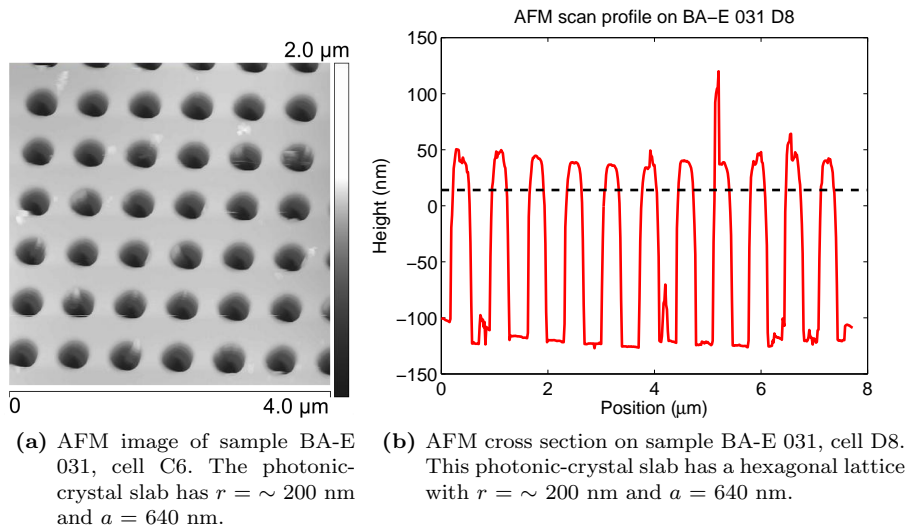 2.0 µm
0
4.0 µm
(a) AFM image of sample BA-E
031, cell C6. The photonic-
crystal slab has r = ∼ 200 nm
and a = 640 nm.
AFM scan profile on BA−E 031 D8
Height (nm)
150
100
50
0
−50
−100
−150
0 2 4 6 8
Position (µm)
(b) AFM cross section on sample BA-E 031, cell D8.
This photonic-crystal slab has a hexagonal lattice
with r = ∼ 200 nm and a = 640 nm.